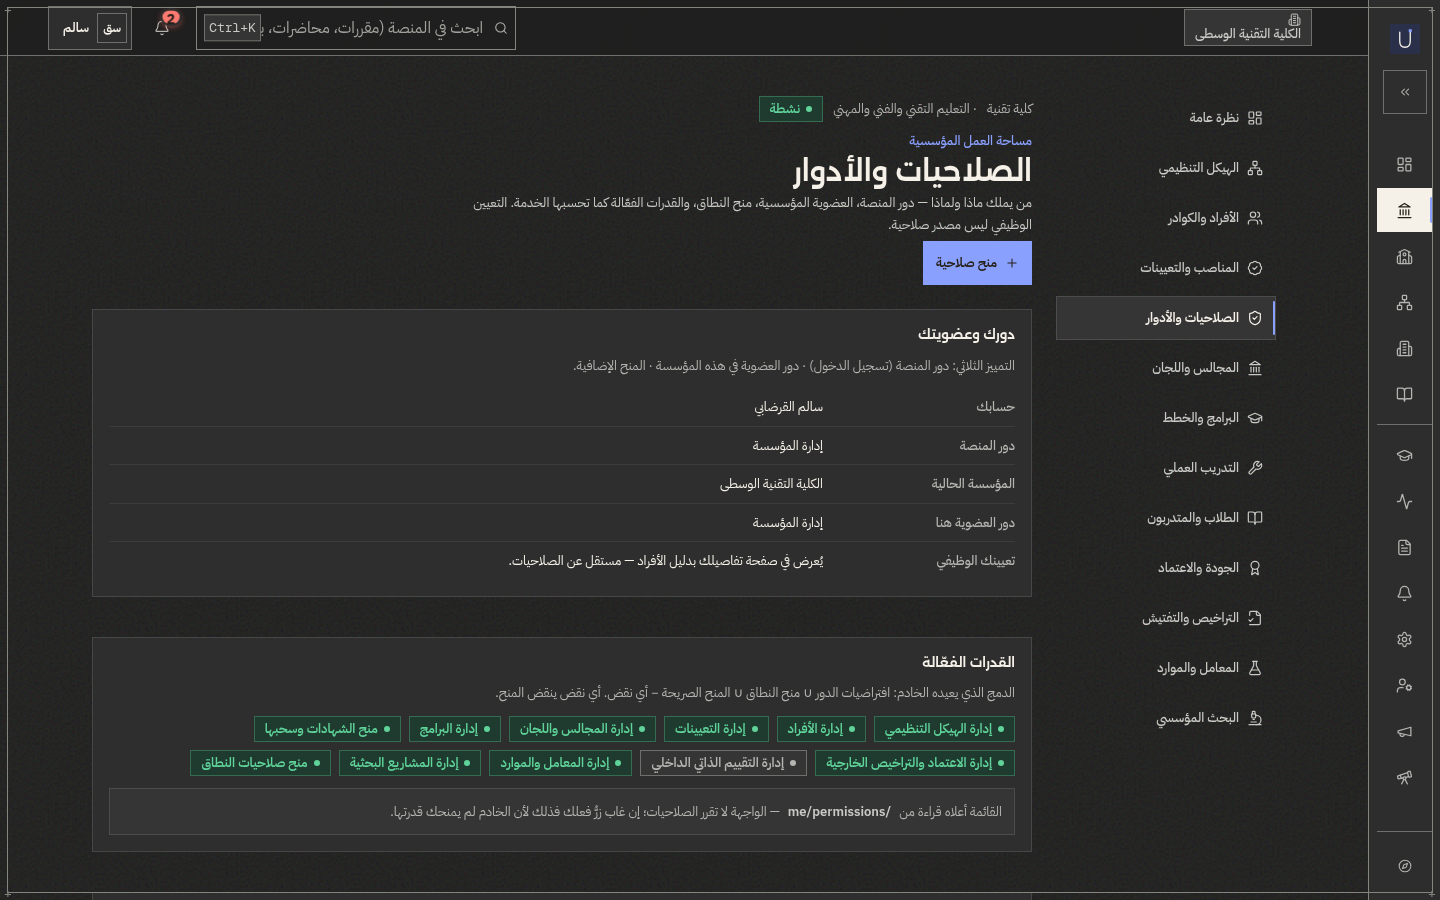 الكلية التقنية الوسطى
ابحث في المنصة (مقررات، محاضرات، ب
Ctrl+K
2
سق
سالم
U
نظرة عامة
الهيكل التنظيمي
الأفراد والكوادر
المناصب والتعيينات
الصلاحيات والأدوار
المجالس واللجان
البرامج والخطط
التدريب العملي
الطلاب والمتدربون
الجودة والاعتماد
التراخيص والتفتيش
المعامل والموارد
البحث المؤسسي
كلية تقنية · التعليم التقني والفني والمهني
نشطة
مساحة العمل المؤسسية
الصلاحيات والأدوار
من يملك ماذا ولماذا — دور المنصة، العضوية المؤسسية، منح النطاق، والقدرات الفعّالة كما تحسبها الخدمة. التعيين
الوظيفي ليس مصدر صلاحية.
منح صلاحية
دورك وعضويتك
التمييز الثلاثي: دور المنصة (تسجيل الدخول) · دور العضوية في هذه المؤسسة · المنح الإضافية.
حسابك
سالم القرضابي
دور المنصة
إدارة المؤسسة
المؤسسة الحالية
الكلية التقنية الوسطى
دور العضوية هنا
إدارة المؤسسة
تعيينك الوظيفي
يُعرض في صفحة تفاصيلك بدليل الأفراد — مستقل عن الصلاحيات.
القدرات الفعّالة
الدمج الذي يعيده الخادم: افتراضيات الدور ∪ منح النطاق ∪ المنح الصريحة − أي نقض. أي نقض ينقض المنح.
إدارة الهيكل التنظيمي
إدارة الأفراد
إدارة التعيينات
إدارة المجالس واللجان
إدارة البرامج
منح الشهادات وسحبها
إدارة الاعتماد والتراخيص الخارجية
إدارة التقييم الذاتي الداخلي
إدارة المعامل والموارد
إدارة المشاريع البحثية
منح صلاحيات النطاق
القائمة أعلاه قراءة من me/permissions/ — الواجهة لا تقرر الصلاحيات؛ إن غاب زرُّ فعلك فذلك لأن الخادم لم يمنحك قدرتها.